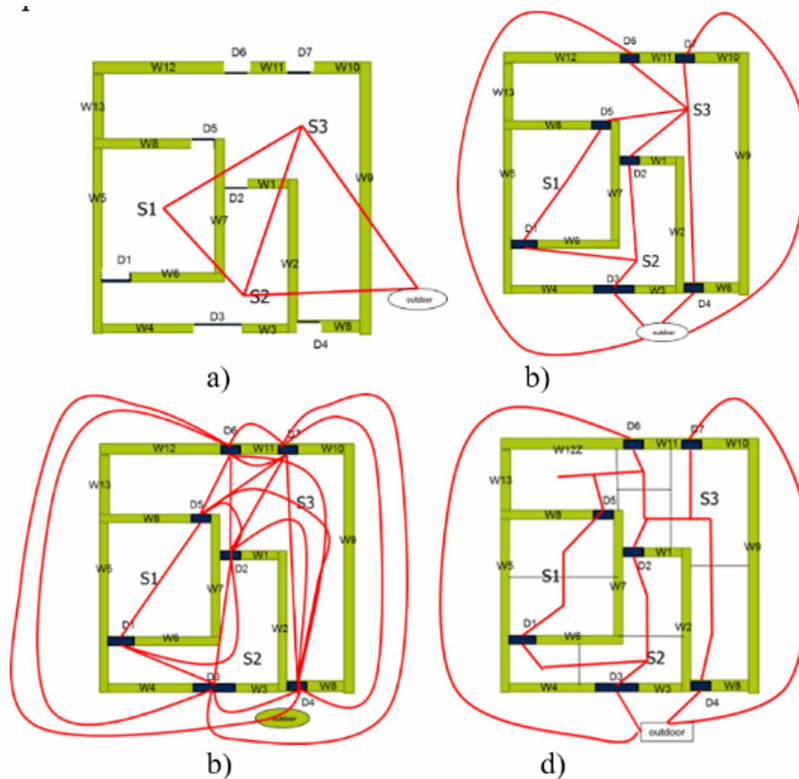 D6 D7
W12 W11 W10
W13
D5 S3
W8
W5 S1 D2 W1 W9
W7
D1
W6 W2
S2 outdoor
W4 D3 W3 W8
D4
a)
D6 D7
W12 W11 W10
W13
D5 S3
W8
W1
D2
W5 S1 W7 W9
D1
W6 W2
S2
D3
W4 W3 W8
D4
outdoor
b)
D6 D7
W12 W11 W10
W13
D5 S3
W8
W1
D2 W9
W5 S1 W7
D1
W6 W2
S2
D3
W4 W3 W8
D4
outdoor
b)
D6 D7
W12Z W11 W10
W13
D5 S3
W8
W1
D2 W9
W5 S1 W7
D1
W6 W2
S2
D3
W4 W3 W8
D4
outdoor
d)